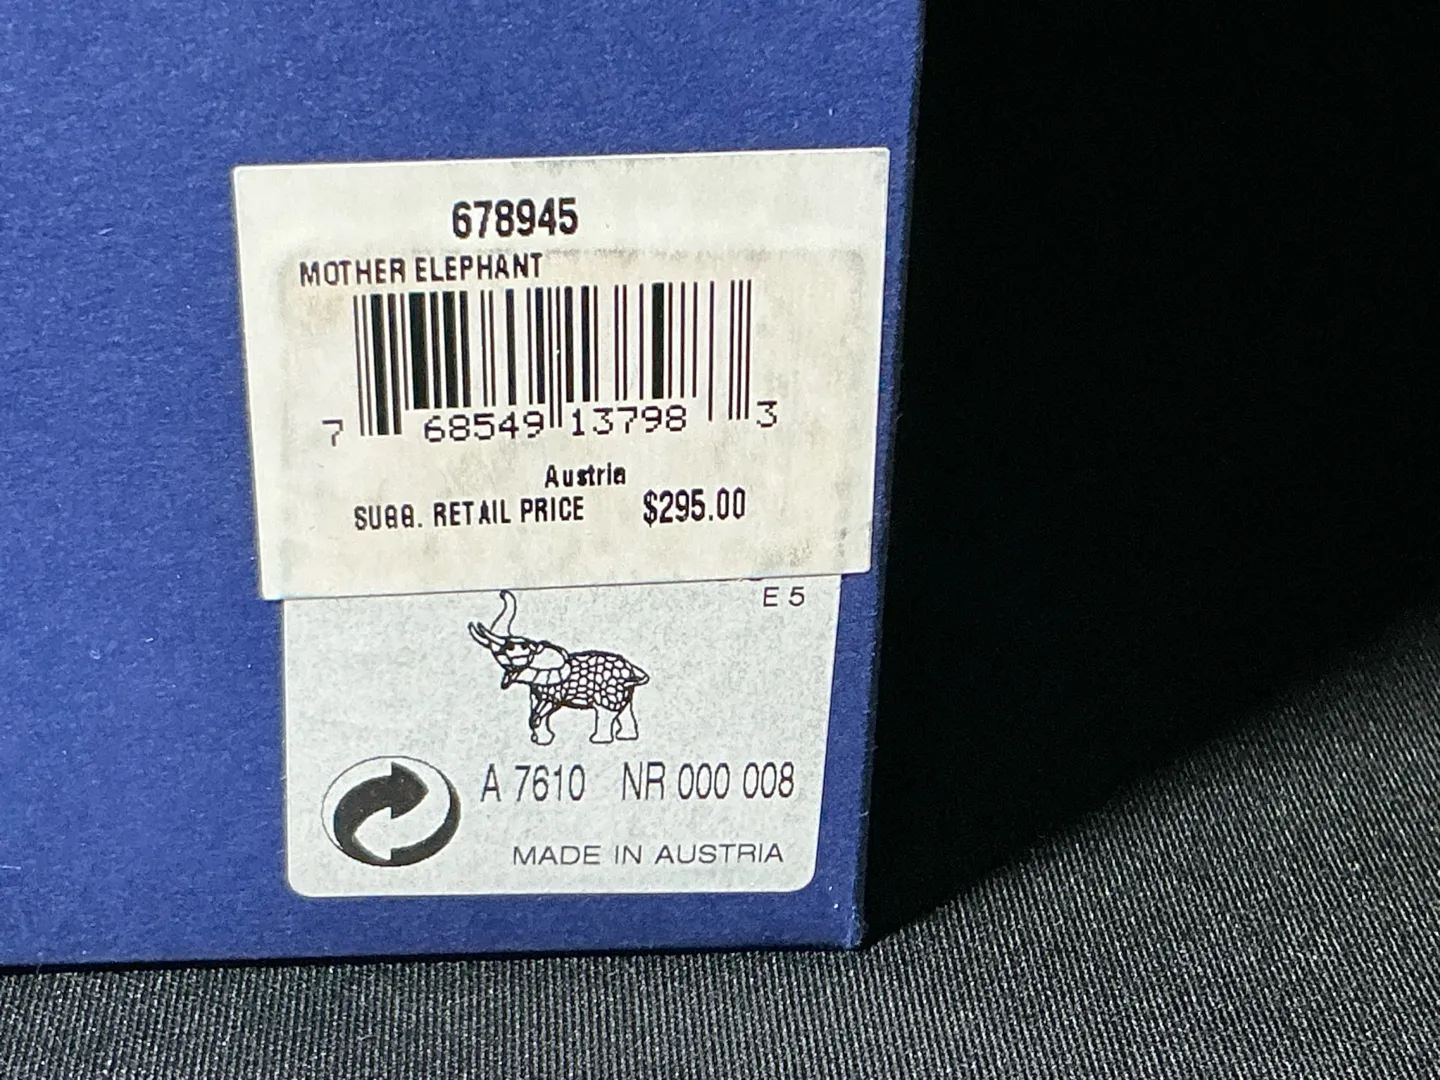 678945
MOTHER ELEPHANT
7 68549 13798 3
Austria
SUGG. RETAIL PRICE $295.00
E 5
A 7610 NR 000 008
MADE IN AUSTRIA